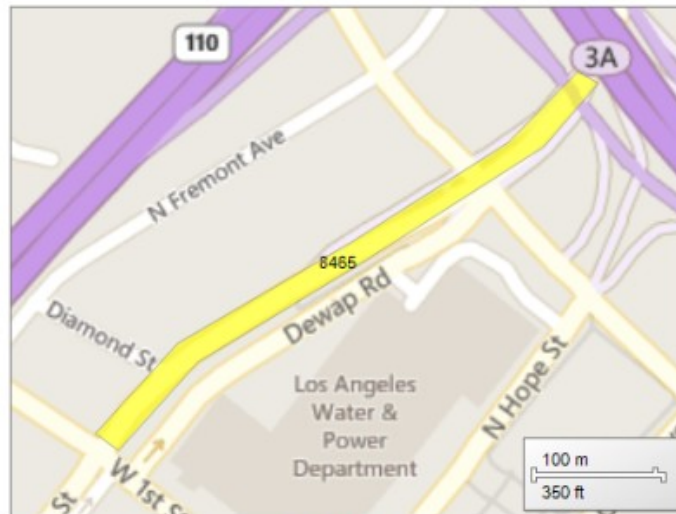 110
3A
N Fremont Ave
8465
Dewap Rd
Diamond St
Los Angeles
Water &
Power
Department
N Hope St
W 1st S
St
100 m
350 ft